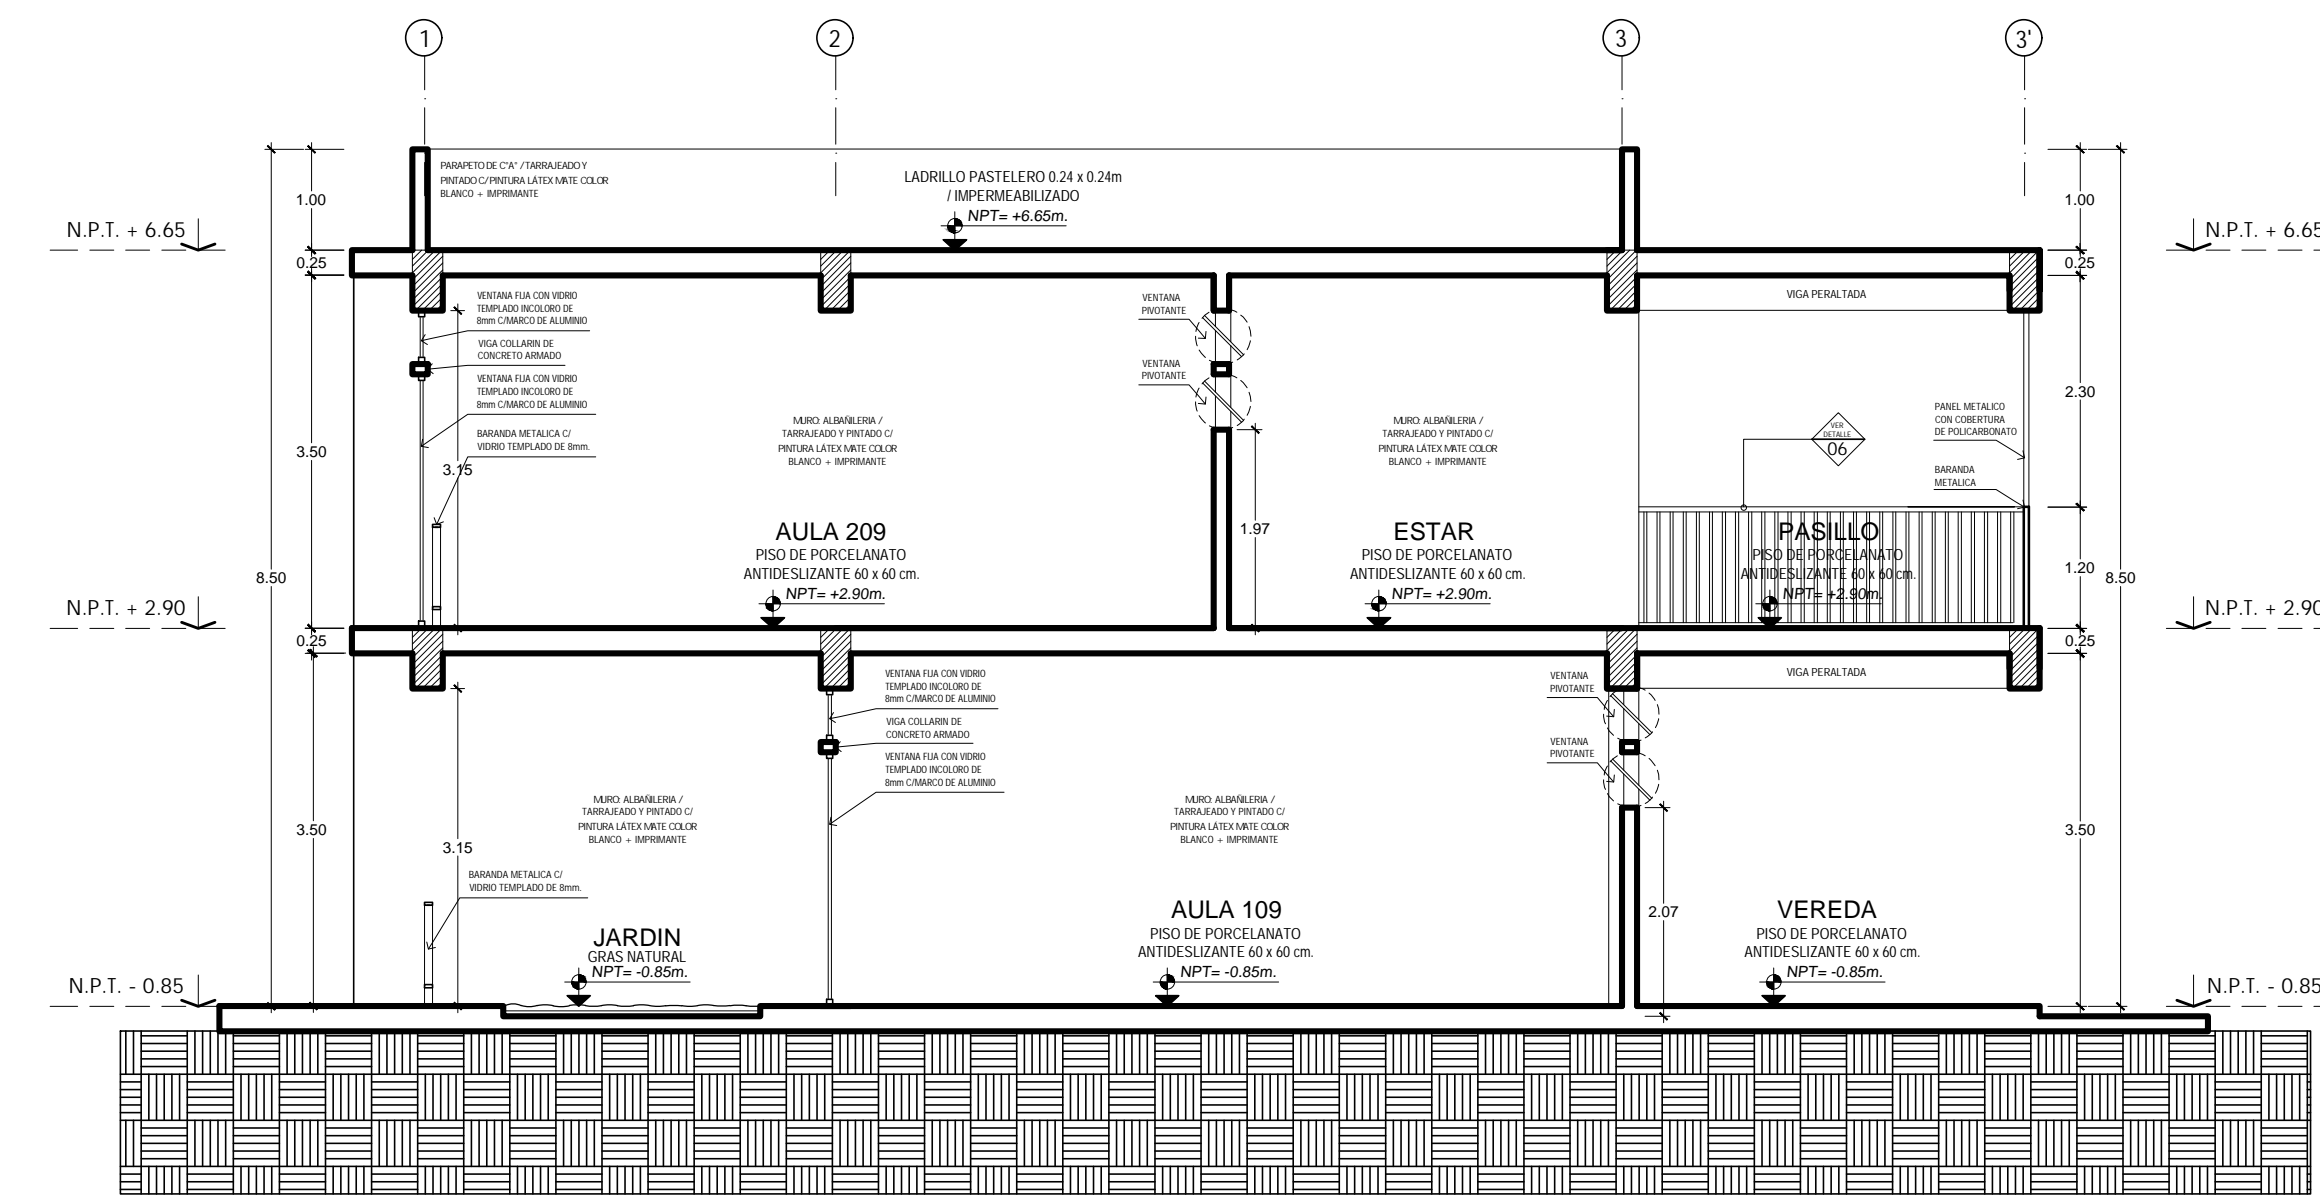 1
2
3
3'
PARAPETO DE C"A" / TARRAJEADO Y
PINTADO C/ PINTURA LÁTEX MATE COLOR
BLANCO + IMPRIMANTE
LADRILLO PASTELERO 0.24 x 0.24m
/ IMPERMEABILIZADO
NPT= +6.65m.
1.00
1.00
N.P.T. + 6.65
N.P.T. + 6.65
0.25
0.25
VENTANA FIJA CON VIDRIO
TEMPLADO INCOLORO DE
8mm C/MARCO DE ALUMINIO
VIGA COLLARIN DE
CONCRETO ARMADO
VENTANA FIJA CON VIDRIO
TEMPLADO INCOLORO DE
8mm C/MARCO DE ALUMINIO
BARANDA METALICA C/
VIDRIO TEMPLADO DE 8mm.
3.15
3.50
8.50
VENTANA
PIVOTANTE
VENTANA
PIVOTANTE
VIGA PERALTADA
MURO: ALBAÑILERIA /
TARRAJEADO Y PINTADO C/
PINTURA LÁTEX MATE COLOR
BLANCO + IMPRIMANTE
MURO: ALBAÑILERIA /
TARRAJEADO Y PINTADO C/
PINTURA LÁTEX MATE COLOR
BLANCO + IMPRIMANTE
PANEL METALICO
CON COBERTURA
DE POLICARBONATO
BARANDA
METALICA
VER
DETALLE
06
2.30
1.20
8.50
1.97
AULA 209
PISO DE PORCELANATO
ANTIDESLIZANTE 60 x 60 cm.
NPT= +2.90m.
ESTAR
PISO DE PORCELANATO
ANTIDESLIZANTE 60 x 60 cm.
NPT= +2.90m.
PASILLO
PISO DE PORCELANATO
ANTIDESLIZANTE 60 x 60 cm.
NPT= +2.90m.
N.P.T. + 2.90
N.P.T. + 2.90
0.25
0.25
VENTANA FIJA CON VIDRIO
TEMPLADO INCOLORO DE
8mm C/MARCO DE ALUMINIO
VIGA COLLARIN DE
CONCRETO ARMADO
VENTANA FIJA CON VIDRIO
TEMPLADO INCOLORO DE
8mm C/MARCO DE ALUMINIO
VENTANA
PIVOTANTE
VENTANA
PIVOTANTE
VIGA PERALTADA
MURO: ALBAÑILERIA /
TARRAJEADO Y PINTADO C/
PINTURA LÁTEX MATE COLOR
BLANCO + IMPRIMANTE
MURO: ALBAÑILERIA /
TARRAJEADO Y PINTADO C/
PINTURA LÁTEX MATE COLOR
BLANCO + IMPRIMANTE
3.50
3.15
3.50
BARANDA METALICA C/
VIDRIO TEMPLADO DE 8mm.
2.07
JARDIN
GRAS NATURAL
NPT= -0.85m.
AULA 109
PISO DE PORCELANATO
ANTIDESLIZANTE 60 x 60 cm.
NPT= -0.85m.
VEREDA
PISO DE PORCELANATO
ANTIDESLIZANTE 60 x 60 cm.
NPT= -0.85m.
N.P.T. - 0.85
N.P.T. - 0.85